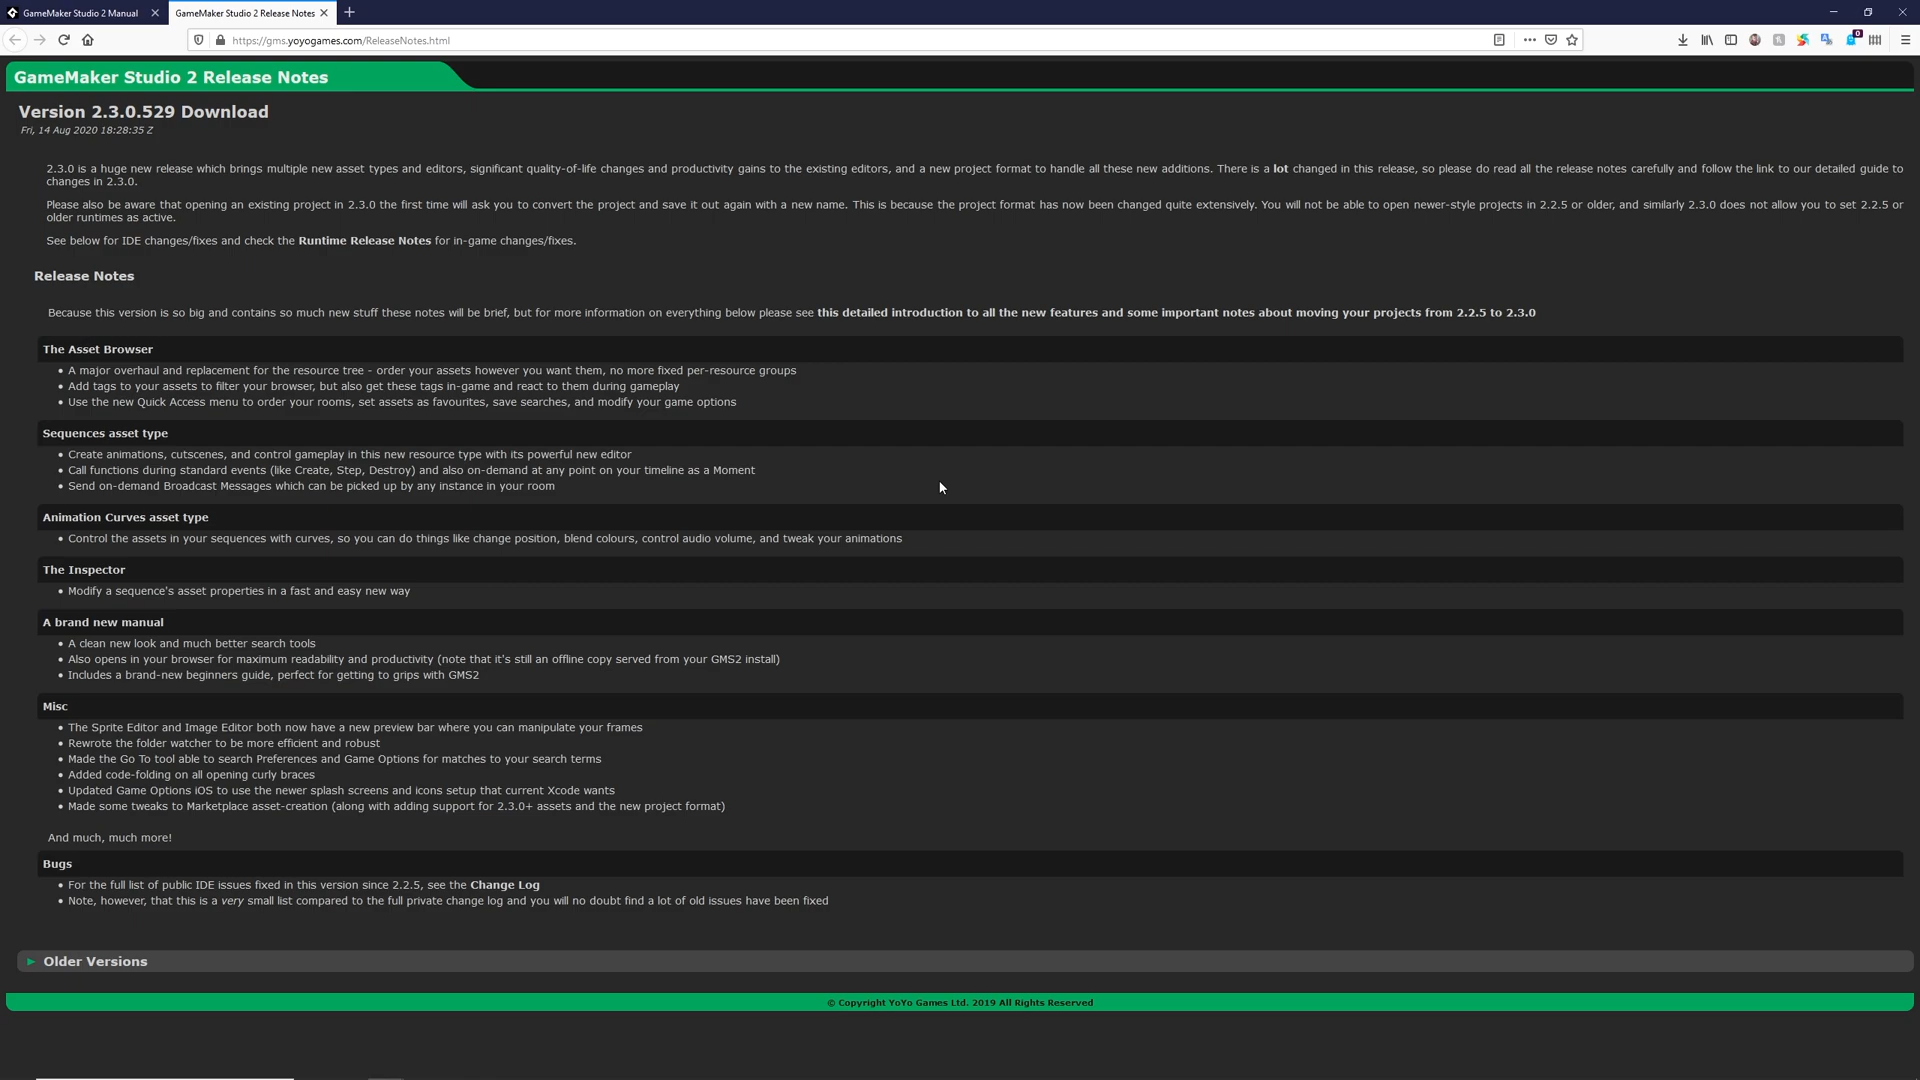 GameMaker Studio 2 Manual
GameMaker Studio 2 Release Notes
https://gms.yoyogames.com/ReleaseNotes.html
0
GameMaker Studio 2 Release Notes
Version 2.3.0.529 Download
Fri, 14 Aug 2020 18:28:35 Z
2.3.0 is a huge new release which brings multiple new asset types and editors, significant quality-of-life changes and productivity gains to the existing editors, and a new project format to handle all these new additions. There is a lot changed in this release, so please do read all the release notes carefully and follow the link to our detailed guide to
changes in 2.3.0.
Please also be aware that opening an existing project in 2.3.0 the first time will ask you to convert the project and save it out again with a new name. This is because the project format has now been changed quite extensively. You will not be able to open newer-style projects in 2.2.5 or older, and similarly 2.3.0 does not allow you to set 2.2.5 or
older runtimes as active.
See below for IDE changes/fixes and check the Runtime Release Notes for in-game changes/fixes.
Release Notes
Because this version is so big and contains so much new stuff these notes will be brief, but for more information on everything below please see this detailed introduction to all the new features and some important notes about moving your projects from 2.2.5 to 2.3.0
The Asset Browser
• A major overhaul and replacement for the resource tree - order your assets however you want them, no more fixed per-resource groups
• Add tags to your assets to filter your browser, but also get these tags in-game and react to them during gameplay
• Use the new Quick Access menu to order your rooms, set assets as favourites, save searches, and modify your game options
Sequences asset type
• Create animations, cutscenes, and control gameplay in this new resource type with its powerful new editor
• Call functions during standard events (like Create, Step, Destroy) and also on-demand at any point on your timeline as a Moment
• Send on-demand Broadcast Messages which can be picked up by any instance in your room
Animation Curves asset type
• Control the assets in your sequences with curves, so you can do things like change position, blend colours, control audio volume, and tweak your animations
The Inspector
• Modify a sequence's asset properties in a fast and easy new way
A brand new manual
• A clean new look and much better search tools
• Also opens in your browser for maximum readability and productivity (note that it's still an offline copy served from your GMS2 install)
• Includes a brand-new beginners guide, perfect for getting to grips with GMS2
Misc
• The Sprite Editor and Image Editor both now have a new preview bar where you can manipulate your frames
• Rewrote the folder watcher to be more efficient and robust
• Made the Go To tool able to search Preferences and Game Options for matches to your search terms
• Added code-folding on all opening curly braces
• Updated Game Options iOS to use the newer splash screens and icons setup that current Xcode wants
• Made some tweaks to Marketplace asset-creation (along with adding support for 2.3.0+ assets and the new project format)
And much, much more!
Bugs
• For the full list of public IDE issues fixed in this version since 2.2.5, see the Change Log
• Note, however, that this is a very small list compared to the full private change log and you will no doubt find a lot of old issues have been fixed
Older Versions
© Copyright YoYo Games Ltd. 2019 All Rights Reserved